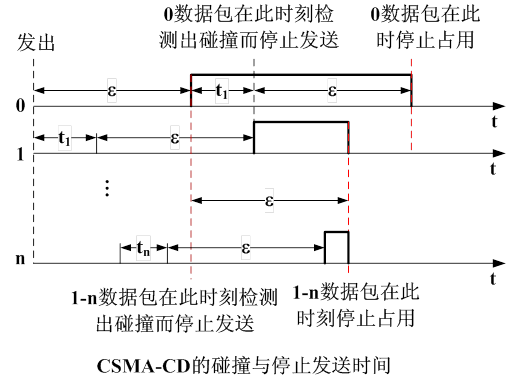 0数据包在此时刻检
测出碰撞而停止发送
0数据包在此
时停止占用
发出
ε
t1
ε
0
t
t1
ε
1
t
⋮
ε
tn
ε
n
t
1-n数据包在此时刻检测
出碰撞而停止发送
1-n数据包在此
时刻停止占用
CSMA-CD的碰撞与停止发送时间